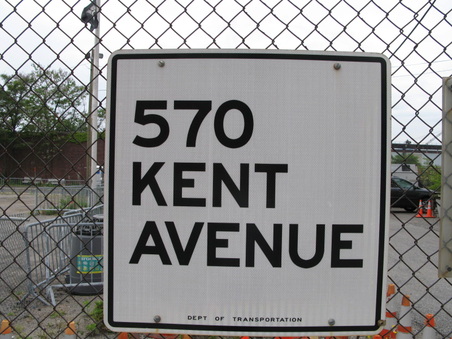 570
KENT
AVENUE
DEPT OF TRANSPORTATION